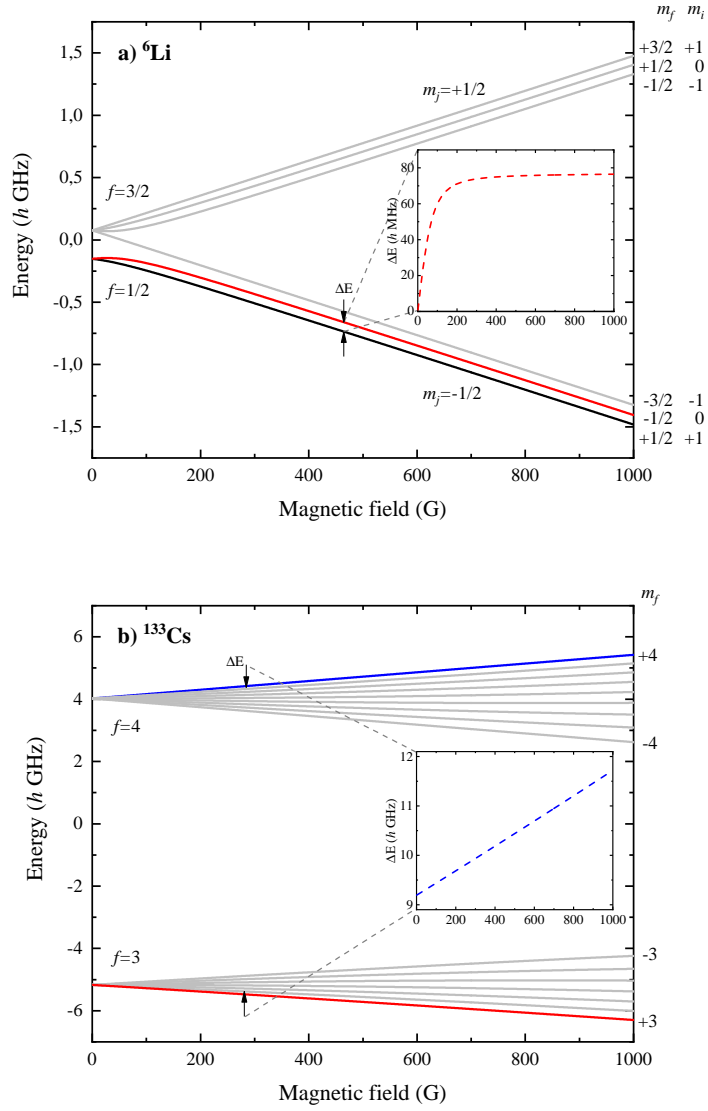 m_f m_i
a) ⁶Li
+3/2 +1
+1/2 0
-1/2 -1
m_j=+1/2
f=3/2
f=1/2
ΔE
m_j=-1/2
-3/2 -1
-1/2 0
+1/2 +1
1,5
1,0
0,5
0,0
-0,5
-1,0
-1,5
Energy (h GHz)
0 200 400 600 800 1000
Magnetic field (G)
80
60
40
20
0
ΔE (h MHz)
0 200 400 600 800 1000
m_f
b) ¹³³Cs
ΔE
+4
f=4
-4
f=3
-3
+3
6
4
2
0
-2
-4
-6
Energy (h GHz)
0 200 400 600 800 1000
Magnetic field (G)
12
11
10
9
ΔE (h GHz)
0 200 400 600 800 1000